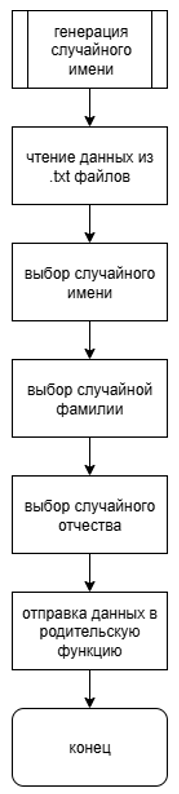 генерация
случайного
имени
чтение данных из
.txt файлов
выбор случайного
имени
выбор случайной
фамилии
выбор случайного
отчества
отправка данных в
родительскую
функцию
конец